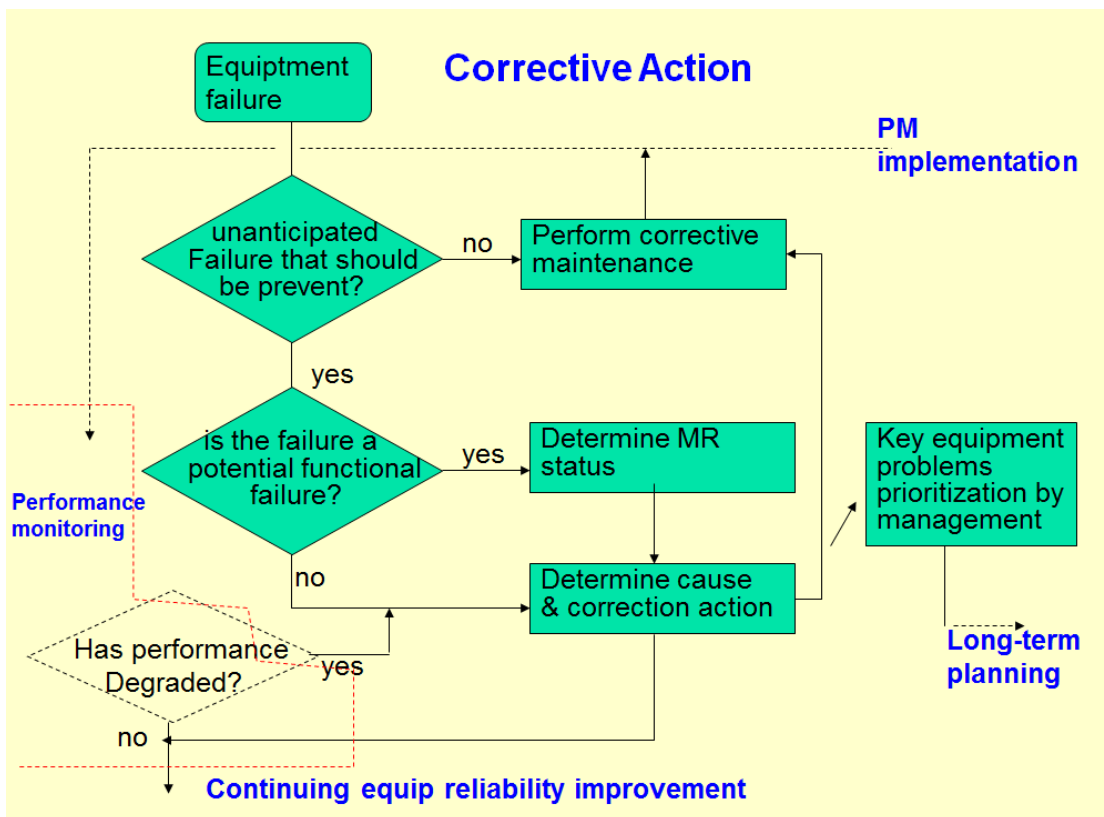 Equiptment
failure
Corrective Action
PM
implementation
unanticipated
Failure that should
be prevent?
no
Perform corrective
maintenance
yes
is the failure a
potential functional
failure?
yes
Determine MR
status
Key equipment
problems
prioritization by
management
Performance
monitoring
no
Determine cause
& correction action
Has performance
Degraded?
yes
Long-term
planning
no
Continuing equip reliability improvement